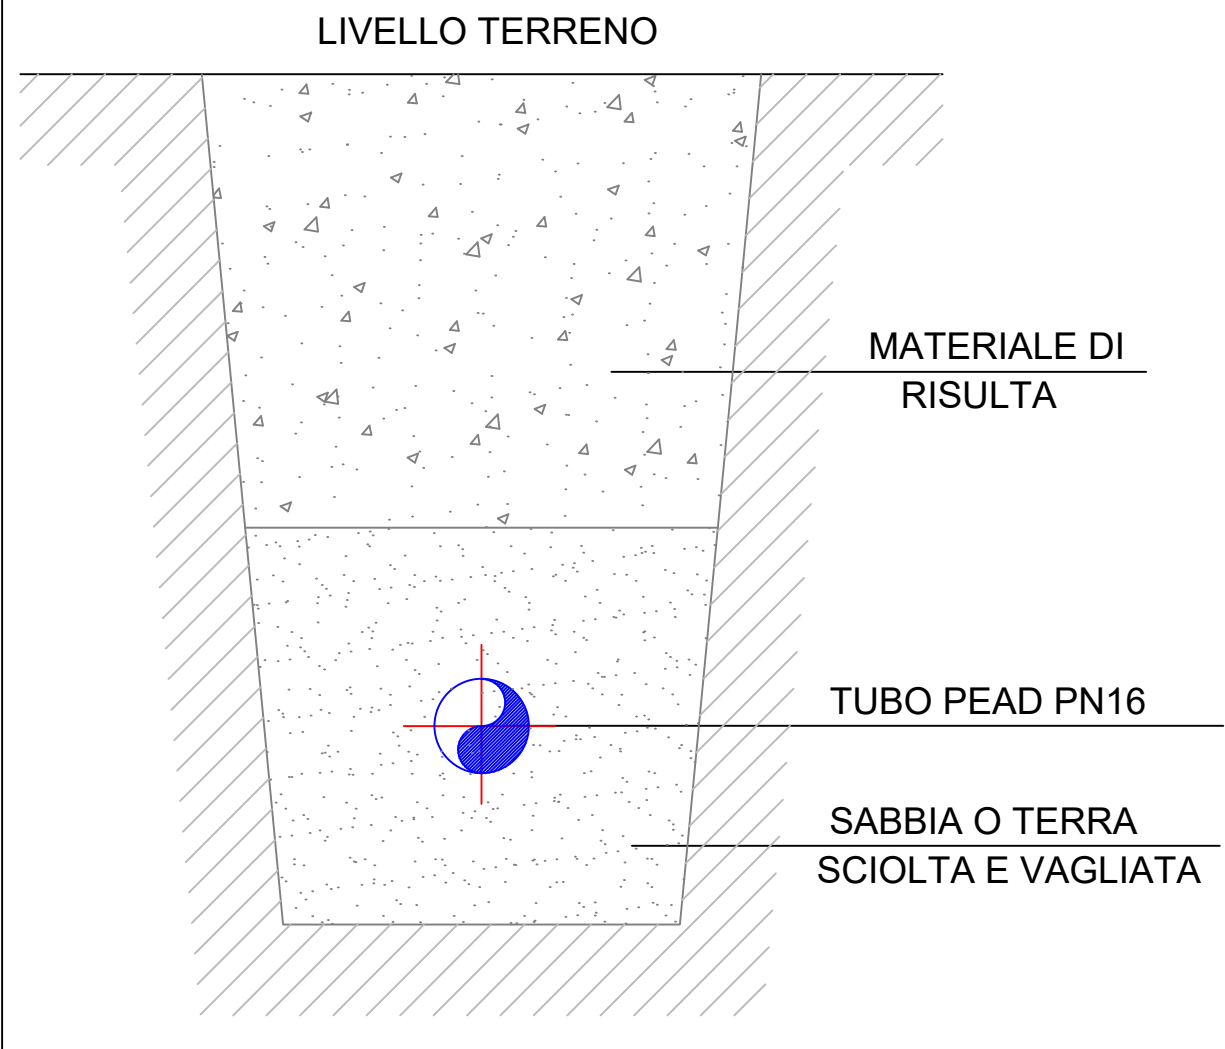 LIVELLO TERRENO
MATERIALE DI
RISULTA
TUBO PEAD PN16
SABBIA O TERRA
SCIOLTA E VAGLIATA